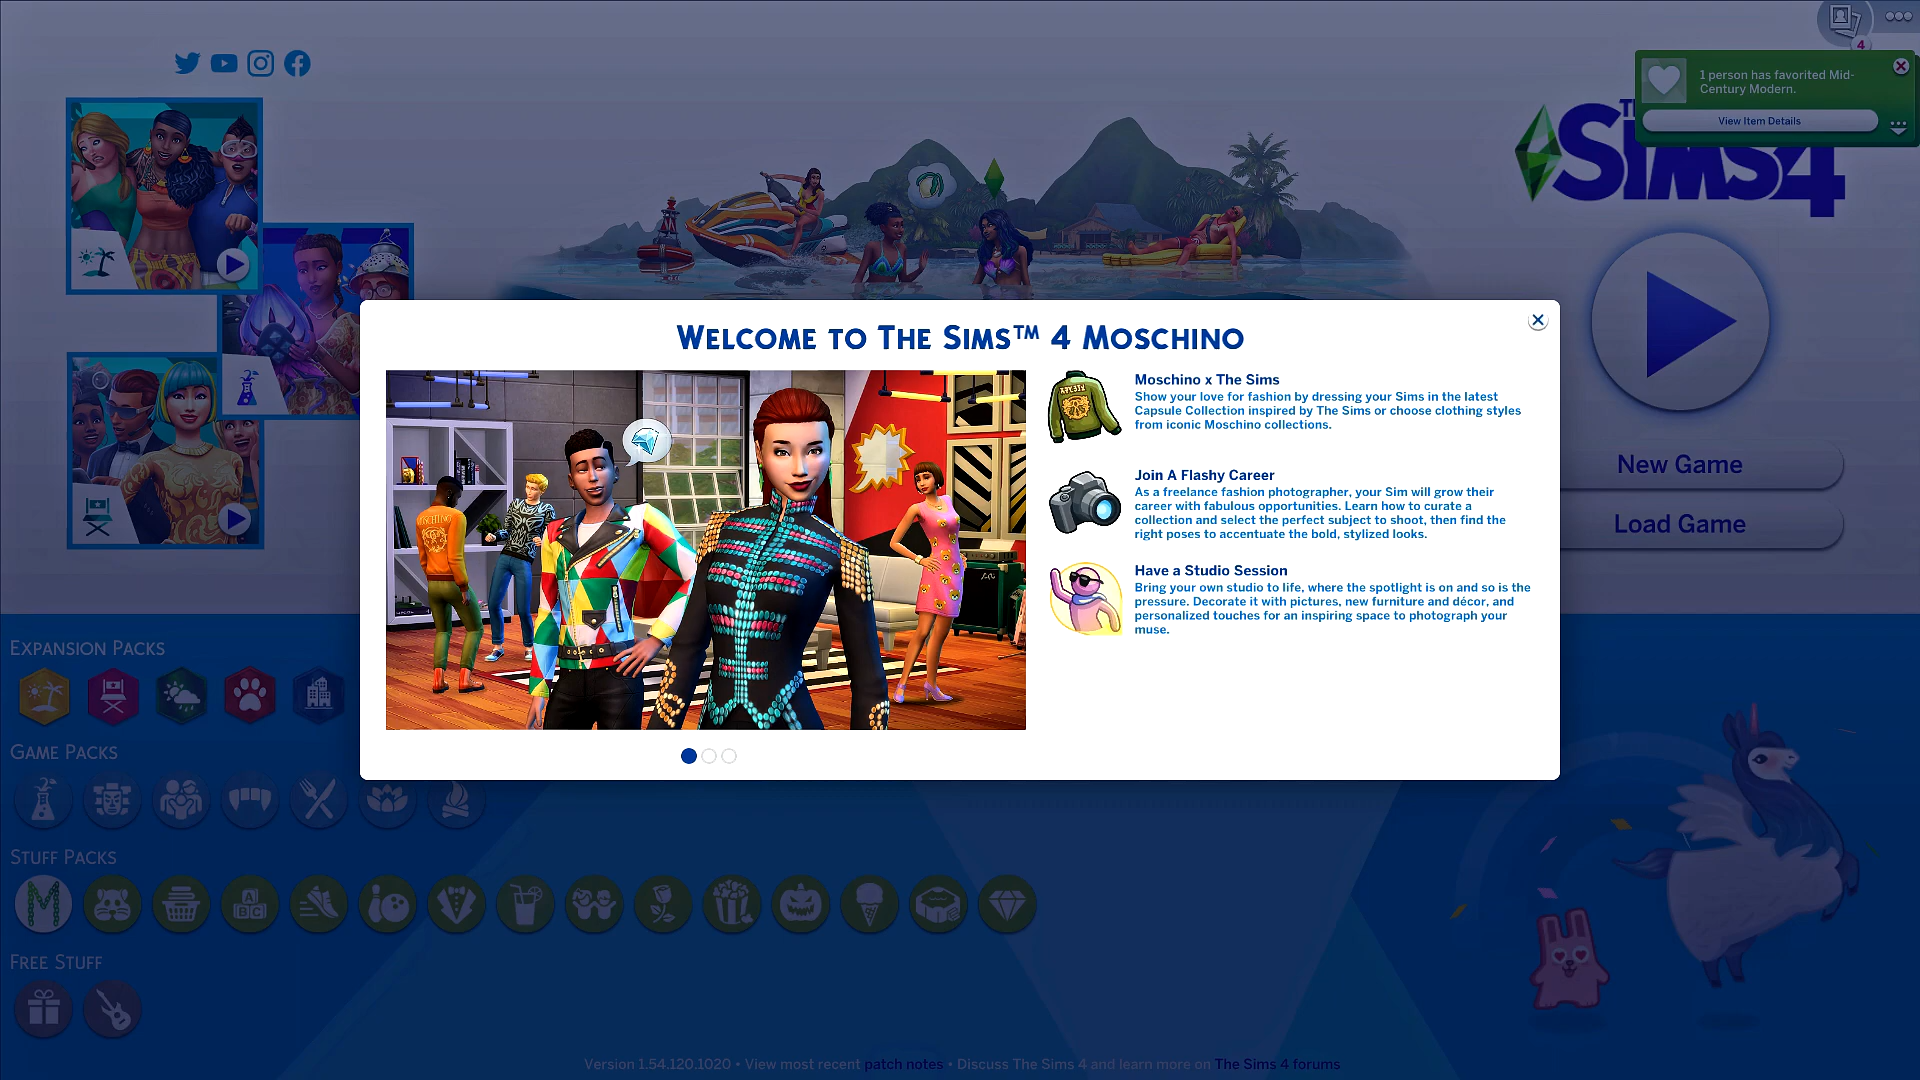 4
1 person has favorited Mid-
Century Modern.
View Item Details
SIMS4
WELCOME TO THE SIMS™ 4 MOSCHINO
Moschino x The Sims
Show your love for fashion by dressing your Sims in the latest
Capsule Collection inspired by The Sims or choose clothing styles
from iconic Moschino collections.
Join A Flashy Career
As a freelance fashion photographer, your Sim will grow their
career with fabulous opportunities. Learn how to curate a
collection and select the perfect subject to shoot, then find the
right poses to accentuate the bold, stylized looks.
Have a Studio Session
Bring your own studio to life, where the spotlight is on and so is the
pressure. Decorate it with pictures, new furniture and décor, and
personalized touches for an inspiring space to photograph your
muse.
MOSCHINO
New Game
Load Game
EXPANSION PACKS
GAME PACKS
STUFF PACKS
M
A
B C
FREE STUFF
Version 1.54.120.1020 • View most recent patch notes • Discuss The Sims 4 and learn more on The Sims 4 forums